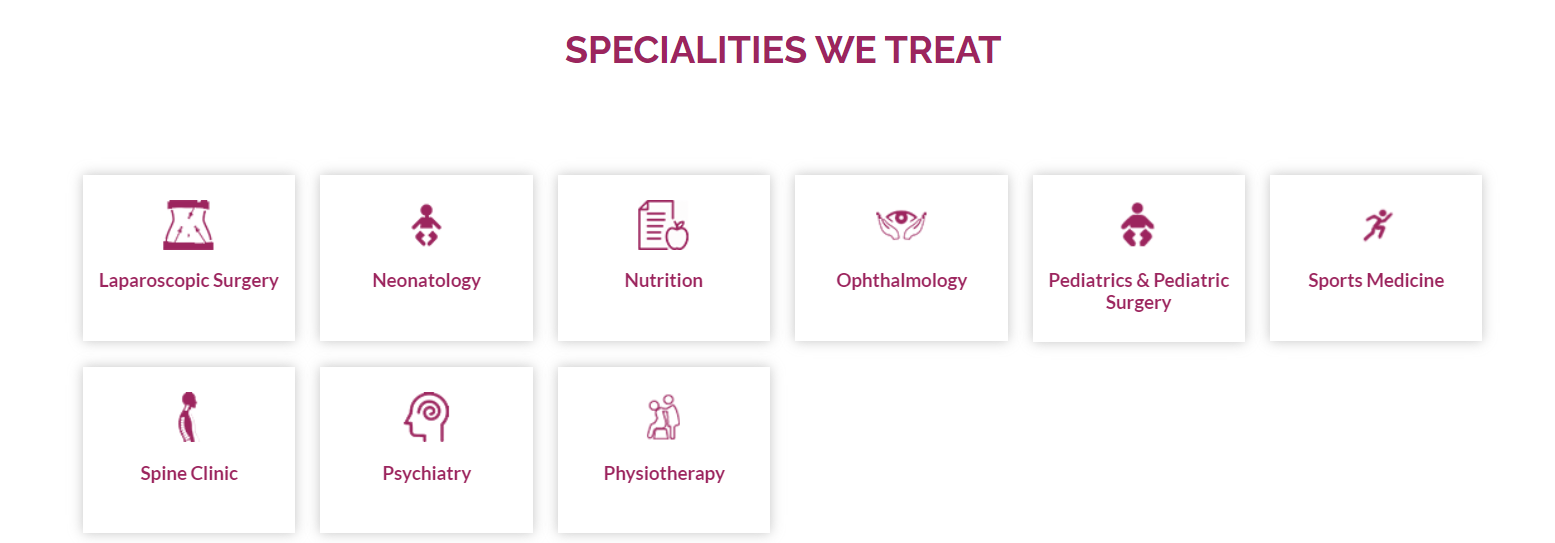 SPECIALITIES WE TREAT
Laparoscopic Surgery
Neonatology
Nutrition
Ophthalmology
Pediatrics & Pediatric
Surgery
Sports Medicine
Spine Clinic
Psychiatry
Physiotherapy